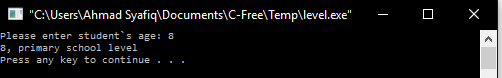 "C:\Users\Ahmad Syafiq\Documents\C-Free\Temp\level.exe"
Please enter student`s age: 8
8, primary school level
Press any key to continue . . .